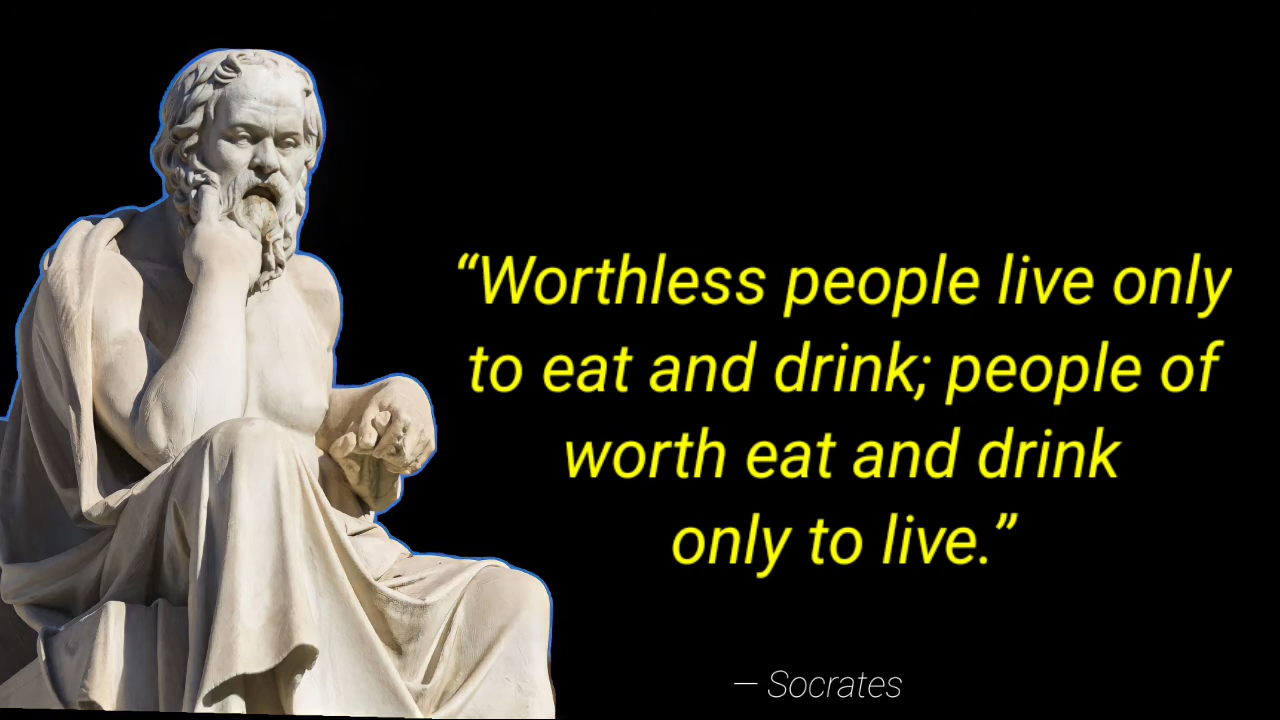 “Worthless people live only
to eat and drink; people of
worth eat and drink
only to live.”
— Socrates